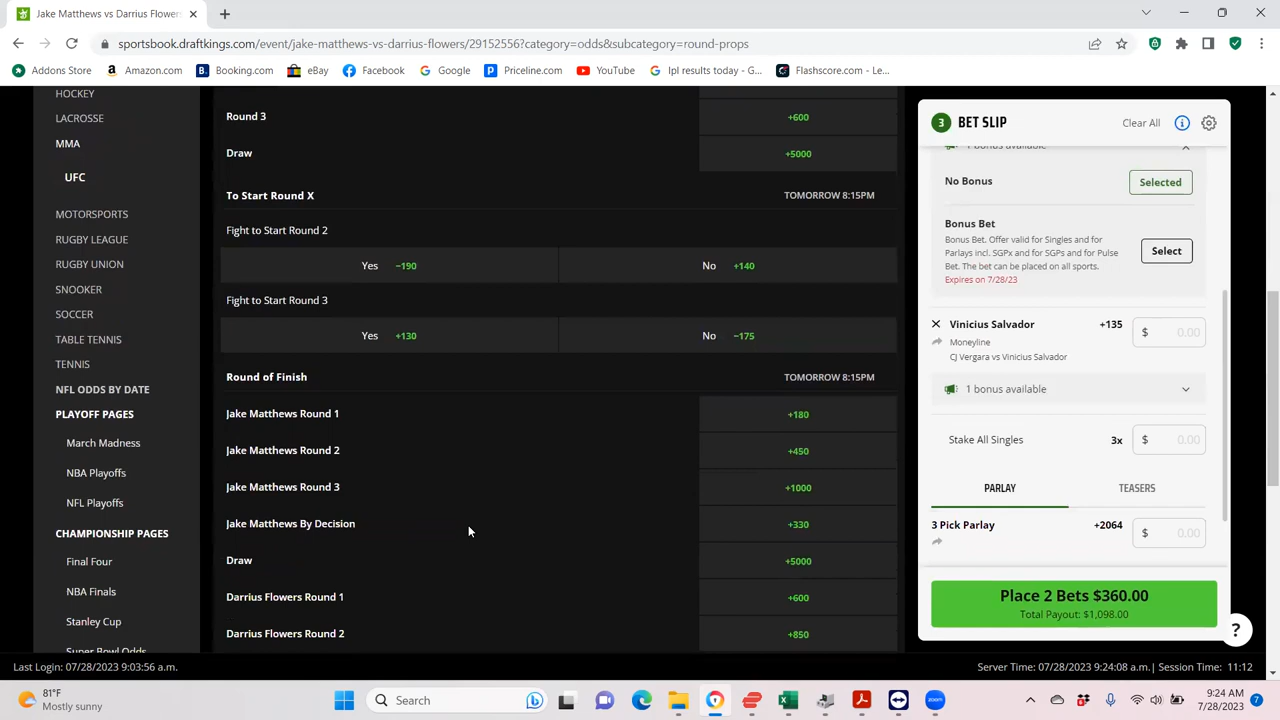 Jake Matthews vs Darrius Flowers
sportsbook.draftkings.com/event/jake-matthews-vs-darrius-flowers/29152556?category=odds&subcategory=round-props
Addons Store
Amazon.com
Booking.com
eBay
Facebook
Google
Priceline.com
YouTube
Ipl results today - G...
Flashscore.com - Le...
HOCKEY
LACROSSE
MMA
UFC
MOTORSPORTS
RUGBY LEAGUE
RUGBY UNION
SNOOKER
SOCCER
TABLE TENNIS
TENNIS
NFL ODDS BY DATE
PLAYOFF PAGES
March Madness
NBA Playoffs
NFL Playoffs
CHAMPIONSHIP PAGES
Final Four
NBA Finals
Stanley Cup
Super Bowl Odds
Round 3 +600
Draw +5000
To Start Round X TOMORROW 8:15PM
Fight to Start Round 2
Yes −190 No +140
Fight to Start Round 3
Yes +130 No −175
Round of Finish TOMORROW 8:15PM
Jake Matthews Round 1 +180
Jake Matthews Round 2 +450
Jake Matthews Round 3 +1000
Jake Matthews By Decision +330
Draw +5000
Darrius Flowers Round 1 +600
Darrius Flowers Round 2 +850
3 BET SLIP Clear All
1 bonus available
No Bonus Selected
Bonus Bet
Bonus Bet. Offer valid for Singles and for
Parlays incl. SGPx and for SGPs and for Pulse
Bet. The bet can be placed on all sports.
Expires on 7/28/23
Select
Vinicius Salvador +135 $ 0.00
Moneyline
CJ Vergara vs Vinicius Salvador
1 bonus available
Stake All Singles 3x $ 0.00
PARLAY TEASERS
3 Pick Parlay +2064 $ 0.00
Place 2 Bets $360.00
Total Payout: $1,098.00
?
Last Login: 07/28/2023 9:03:56 a.m.
Server Time: 07/28/2023 9:24:08 a.m.| Session Time: 11:12
81°F
Mostly sunny
Search
zoom
9:24 AM
7/28/2023
7